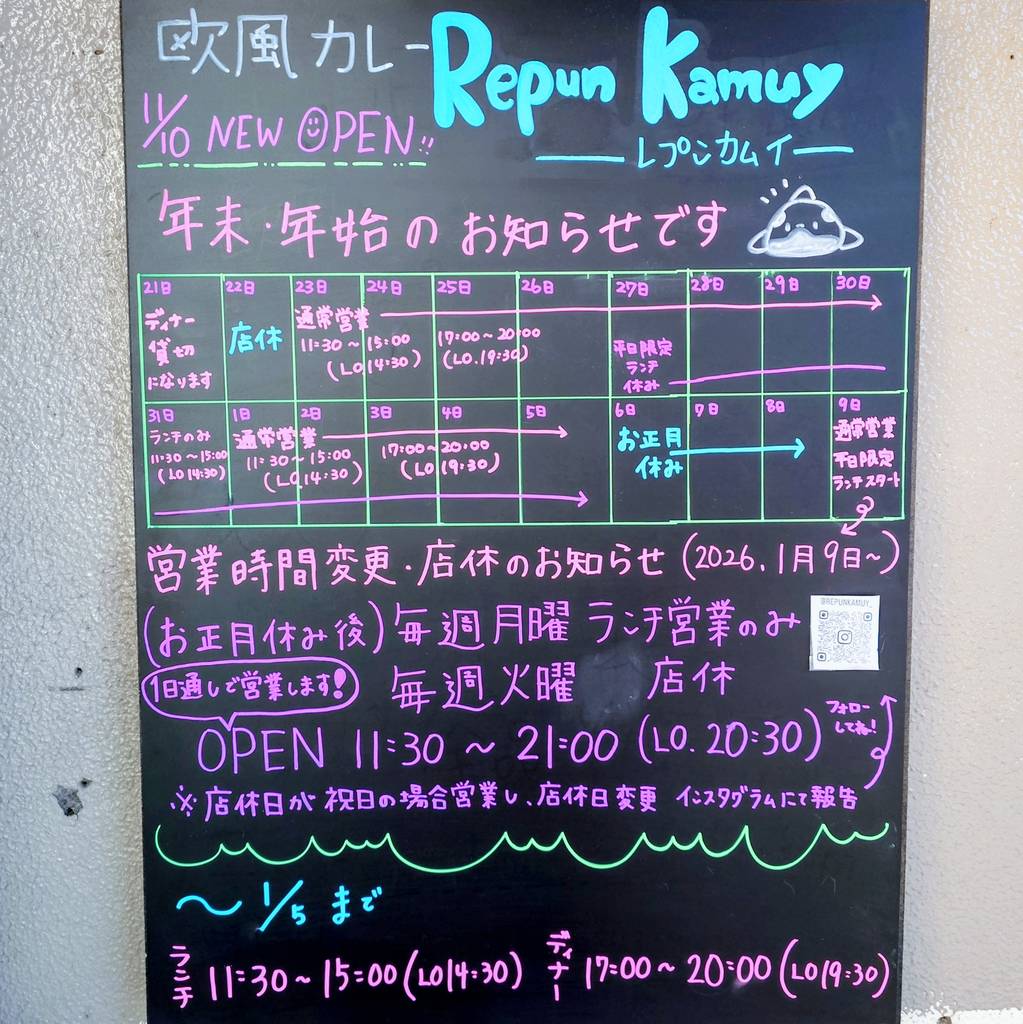 欧風カレー Repun Kamuy
11/10 NEW OPEN!!
レプンカムイ
年末・年始のお知らせです
21日 22日 23日 24日 25日 26日 27日 28日 29日 30日
ディナー
貸切
になります
店休
通常営業
11:30～15:00
(LO14:30)
17:00～20:00
(LO.19:30)
平日限定
ランチ
休み
31日 1日 2日 3日 4日 5日 6日 7日 8日 9日
ランチのみ
11:30～15:00
(LO14:30)
通常営業
11:30～15:00
(LO14:30)
17:00～20:00
(LO19:30)
お正月
休み
通常営業
平日限定
ランチスタート
営業時間変更・店休のお知らせ(2026.1月9日～)
(お正月休み後)毎週月曜 ランチ営業のみ
@REPUNKAMUY_
1日通しで営業します!
毎週火曜 店休
フォロー
してね!
OPEN 11:30 ～ 21:00 (LO.20:30)
※店休日が祝日の場合営業し、店休日変更 インスタグラムにて報告
～1/5まで
ランチ 11:30～15:00(LO14:30) ディナー 17:00～20:00(LO19:30)